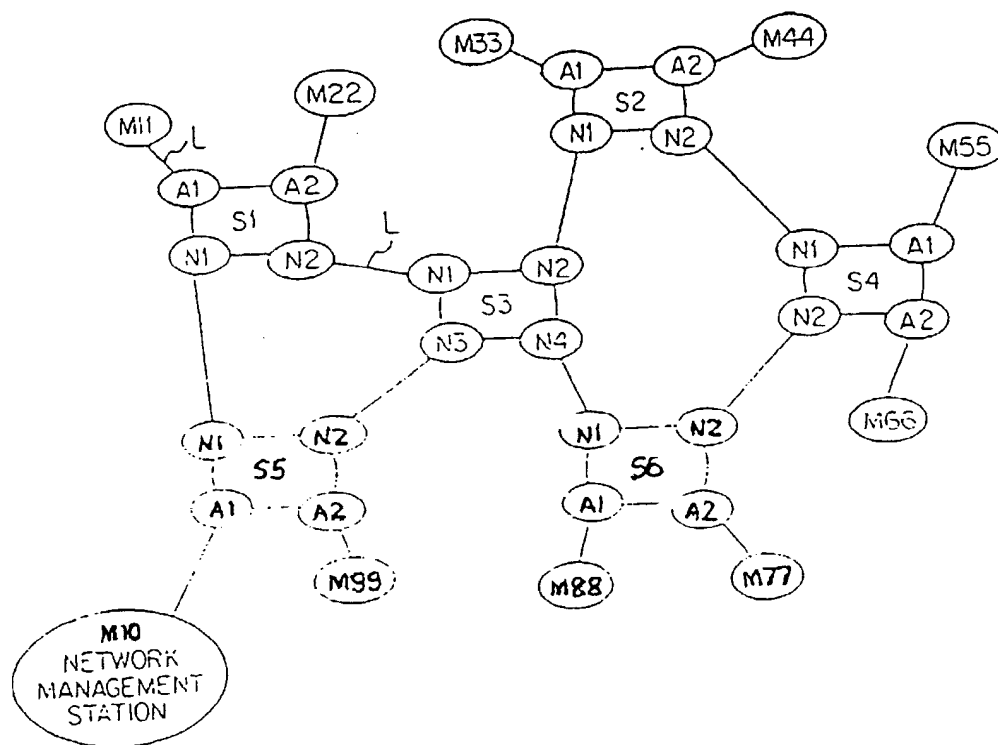 M33
M44
A1
A2
S2
N1
N2
M22
M11
L
A1
A2
S1
N1
N2
L
M55
N1
A1
S4
N2
A2
M66
N1
N2
S3
N3
N4
N1
N2
S5
A1
A2
M99
N1
N2
S6
A1
A2
M88
M77
M10
NETWORK
MANAGEMENT
STATION